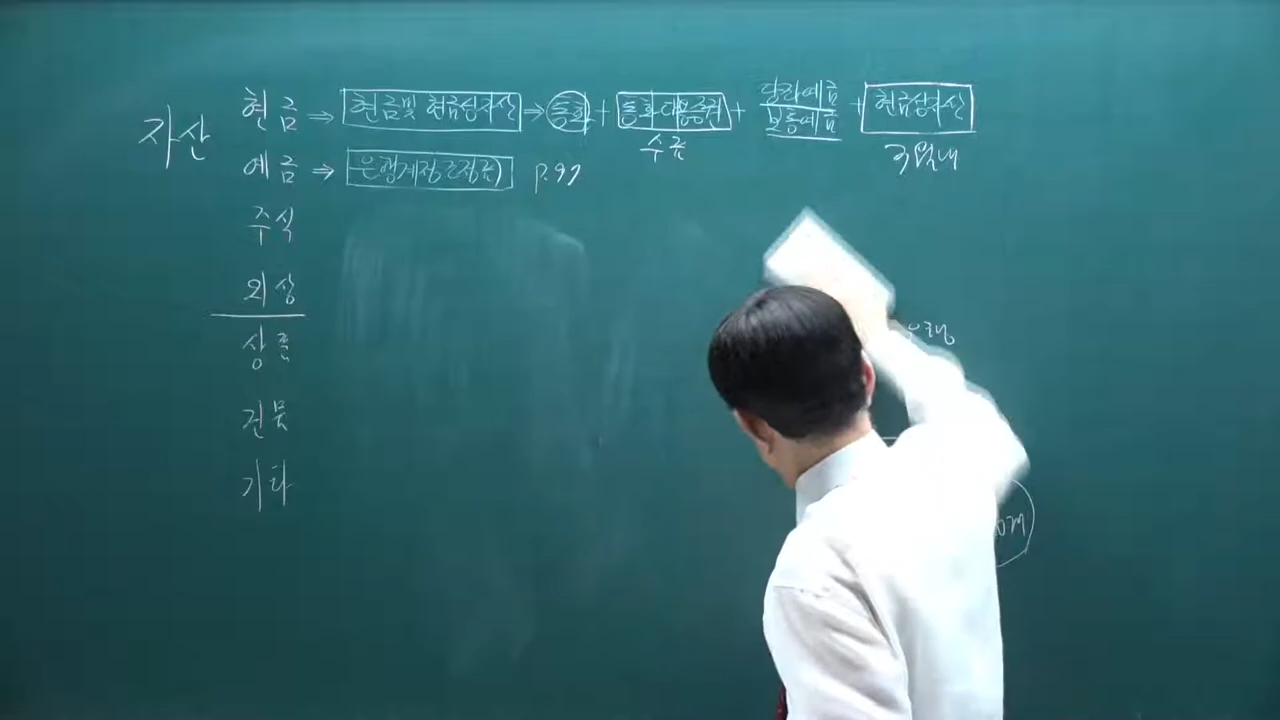 자산
현금 ⇒ 현금및 현금성자산 ⇒ 통화 + 통화대용증권 + 당좌예금 + 현금성자산
보통예금
수표
3월내
예금 ⇒ 은행계정조정표) p.97
주식
외상
상품
건물
기타